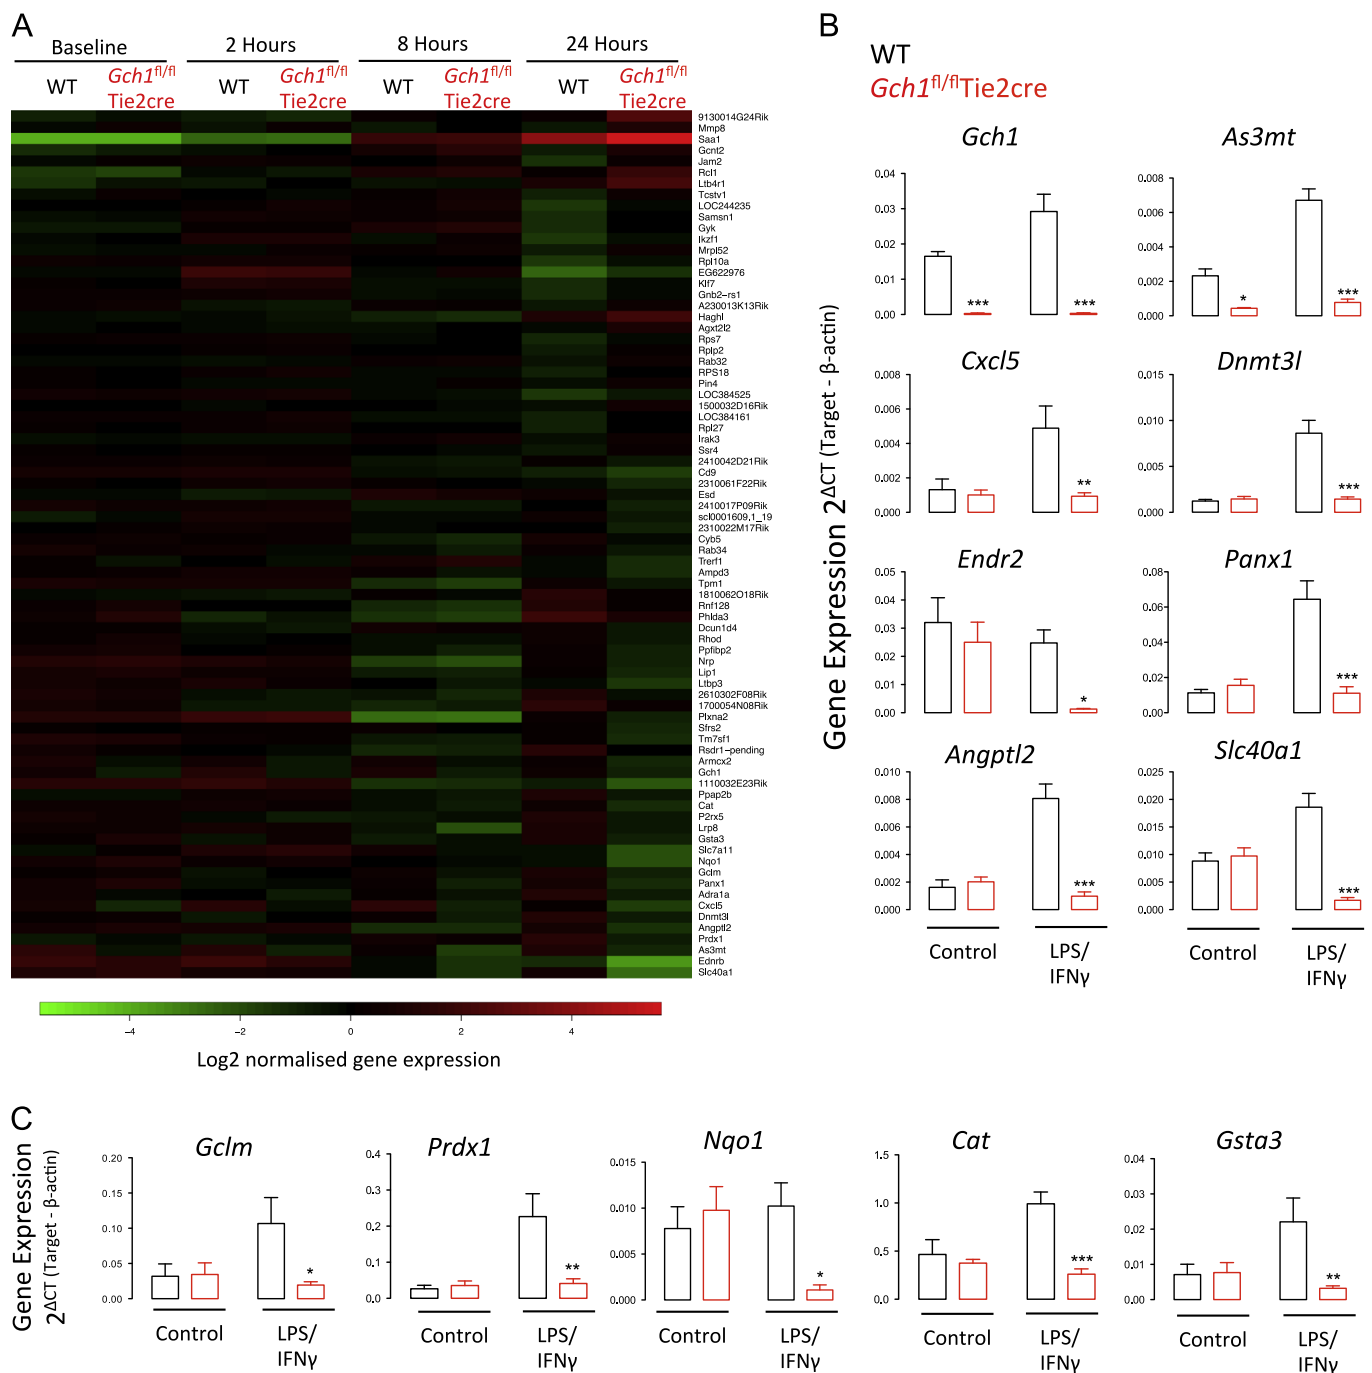 A
Baseline
2 Hours
8 Hours
24 Hours
WT
Gch1fl/fl
Tie2cre
WT
Gch1fl/fl
Tie2cre
WT
Gch1fl/fl
Tie2cre
WT
Gch1fl/fl
Tie2cre
9130014G24Rik
Mmp8
Saa1
Gcnt2
Jam2
Rcl1
Ltb4r1
Tcstv1
LOC244235
Samsn1
Gyk
Ikzf1
Mrpl52
Rpl10a
EG622976
Klf7
Gnb2−rs1
A230013K13Rik
Haghl
Agxt2l2
Rps7
Rplp2
Rab32
RPS18
Pin4
LOC384525
1500032D16Rik
LOC384161
Rpl27
Irak3
Ssr4
2410042D21Rik
Cd9
2310061F22Rik
Esd
2410017P09Rik
scl0001609.1_19
2310022M17Rik
Cyb5
Rab34
Trerf1
Ampd3
Tpm1
1810062O18Rik
Rnf128
Phlda3
Dcun1d4
Rhod
Ppfibp2
Nrp
Lip1
Ltbp3
2610302F08Rik
1700054N08Rik
Plxna2
Sfrs2
Tm7sf1
Rsdr1−pending
Armcx2
Gch1
1110032E23Rik
Ppap2b
Cat
P2rx5
Lrp8
Gsta3
Slc7a11
Nqo1
Gclm
Panx1
Adra1a
Cxcl5
Dnmt3l
Angptl2
Prdx1
As3mt
Ednrb
Slc40a1
−4
−2
0
2
4
Log2 normalised gene expression
B
WT
Gch1fl/flTie2cre
Gene Expression 2ΔCT (Target - β-actin)
Gch1
0.04
0.03
0.02
0.01
0.00
***
***
As3mt
0.008
0.006
0.004
0.002
0.000
*
***
Cxcl5
0.008
0.006
0.004
0.002
0.000
**
Dnmt3l
0.015
0.010
0.005
0.000
***
Endr2
0.05
0.04
0.03
0.02
0.01
0.00
*
Panx1
0.08
0.06
0.04
0.02
0.00
***
Angptl2
0.010
0.008
0.006
0.004
0.002
0.000
***
Control
LPS/
IFNγ
Slc40a1
0.025
0.020
0.015
0.010
0.005
0.000
***
Control
LPS/
IFNγ
C
Gene Expression
2ΔCT (Target - β-actin)
Gclm
0.20
0.15
0.10
0.05
0.00
*
Control
LPS/
IFNγ
Prdx1
0.4
0.3
0.2
0.1
0.0
**
Control
LPS/
IFNγ
Nqo1
0.015
0.010
0.005
0.000
*
Control
LPS/
IFNγ
Cat
1.5
1.0
0.5
0.0
***
Control
LPS/
IFNγ
Gsta3
0.04
0.03
0.02
0.01
0.00
**
Control
LPS/
IFNγ